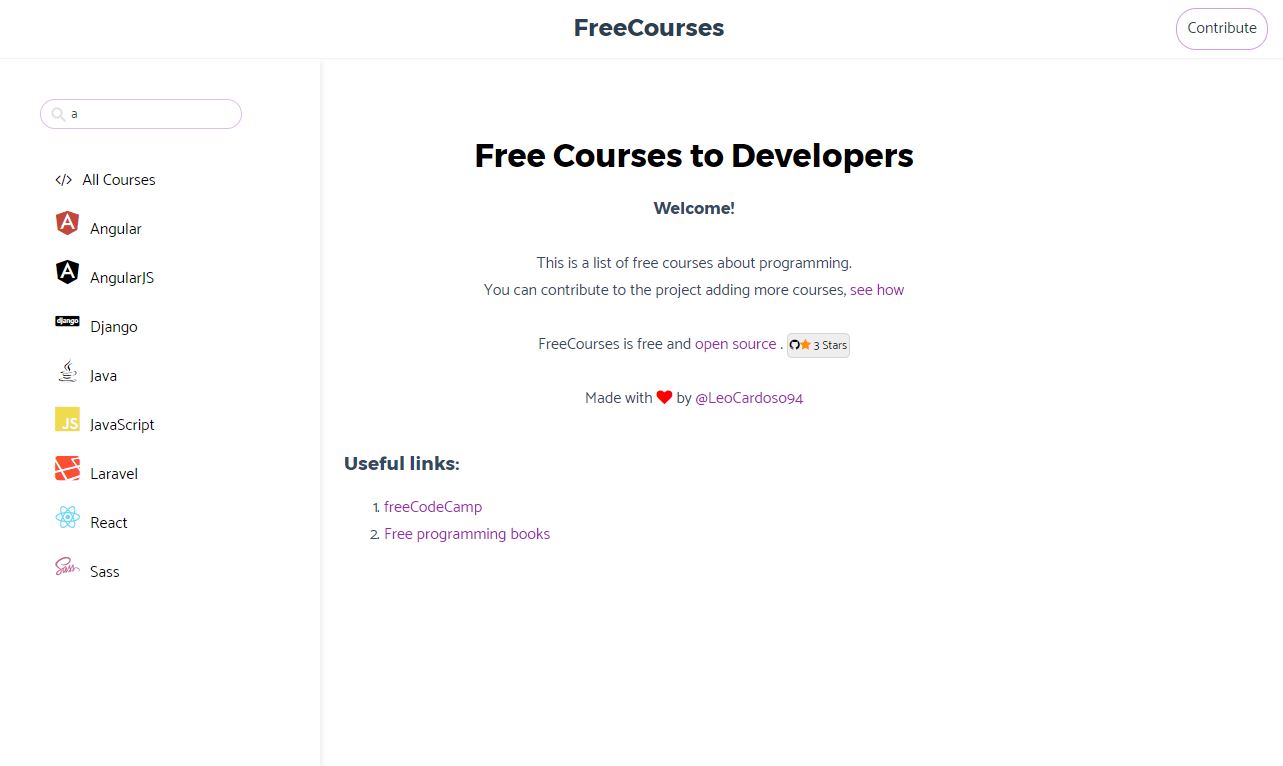 FreeCourses
Contribute
a
</> All Courses
Angular
AngularJS
django Django
Java
JS JavaScript
Laravel
React
Sass Sass
Free Courses to Developers
Welcome!
This is a list of free courses about programming.
You can contribute to the project adding more courses, see how
FreeCourses is free and open source . 3 Stars
Made with ❤ by @LeoCardoso94
Useful links:
1. freeCodeCamp
2. Free programming books